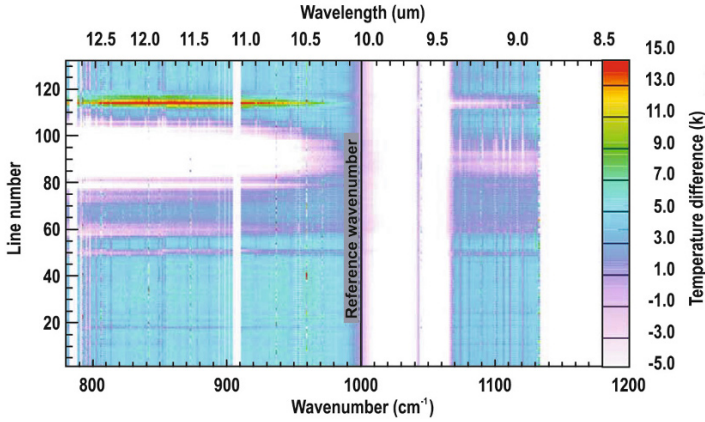 Wavelength (um)
12.5 12.0 11.5 11.0 10.5 10.0 9.5 9.0 8.5
Line number
120
100
80
60
40
20
Reference wavenumber
15.0
13.0
11.0
9.0
7.0
5.0
3.0
1.0
-1.0
-3.0
-5.0
Temperature difference (k)
800 900 1000 1100 1200
Wavenumber (cm-1)